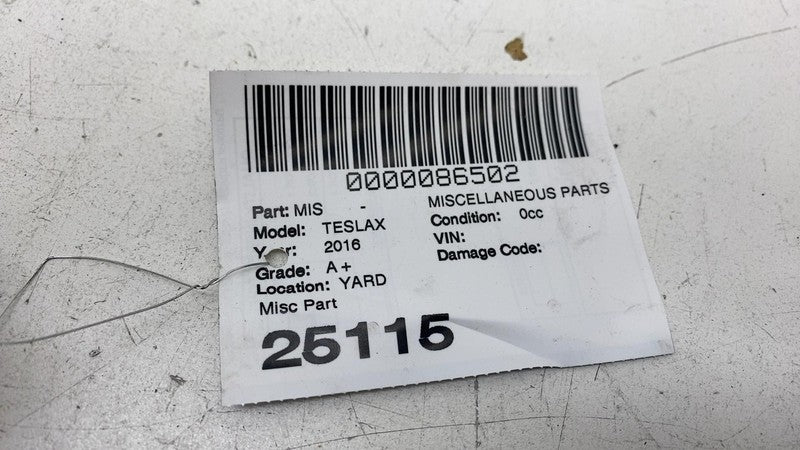 0000086502
Part: MIS - MISCELLANEOUS PARTS
Model: TESLAX Condition: 0cc
Year: 2016 VIN:
Grade: A+ Damage Code:
Location: YARD
Misc Part
25115